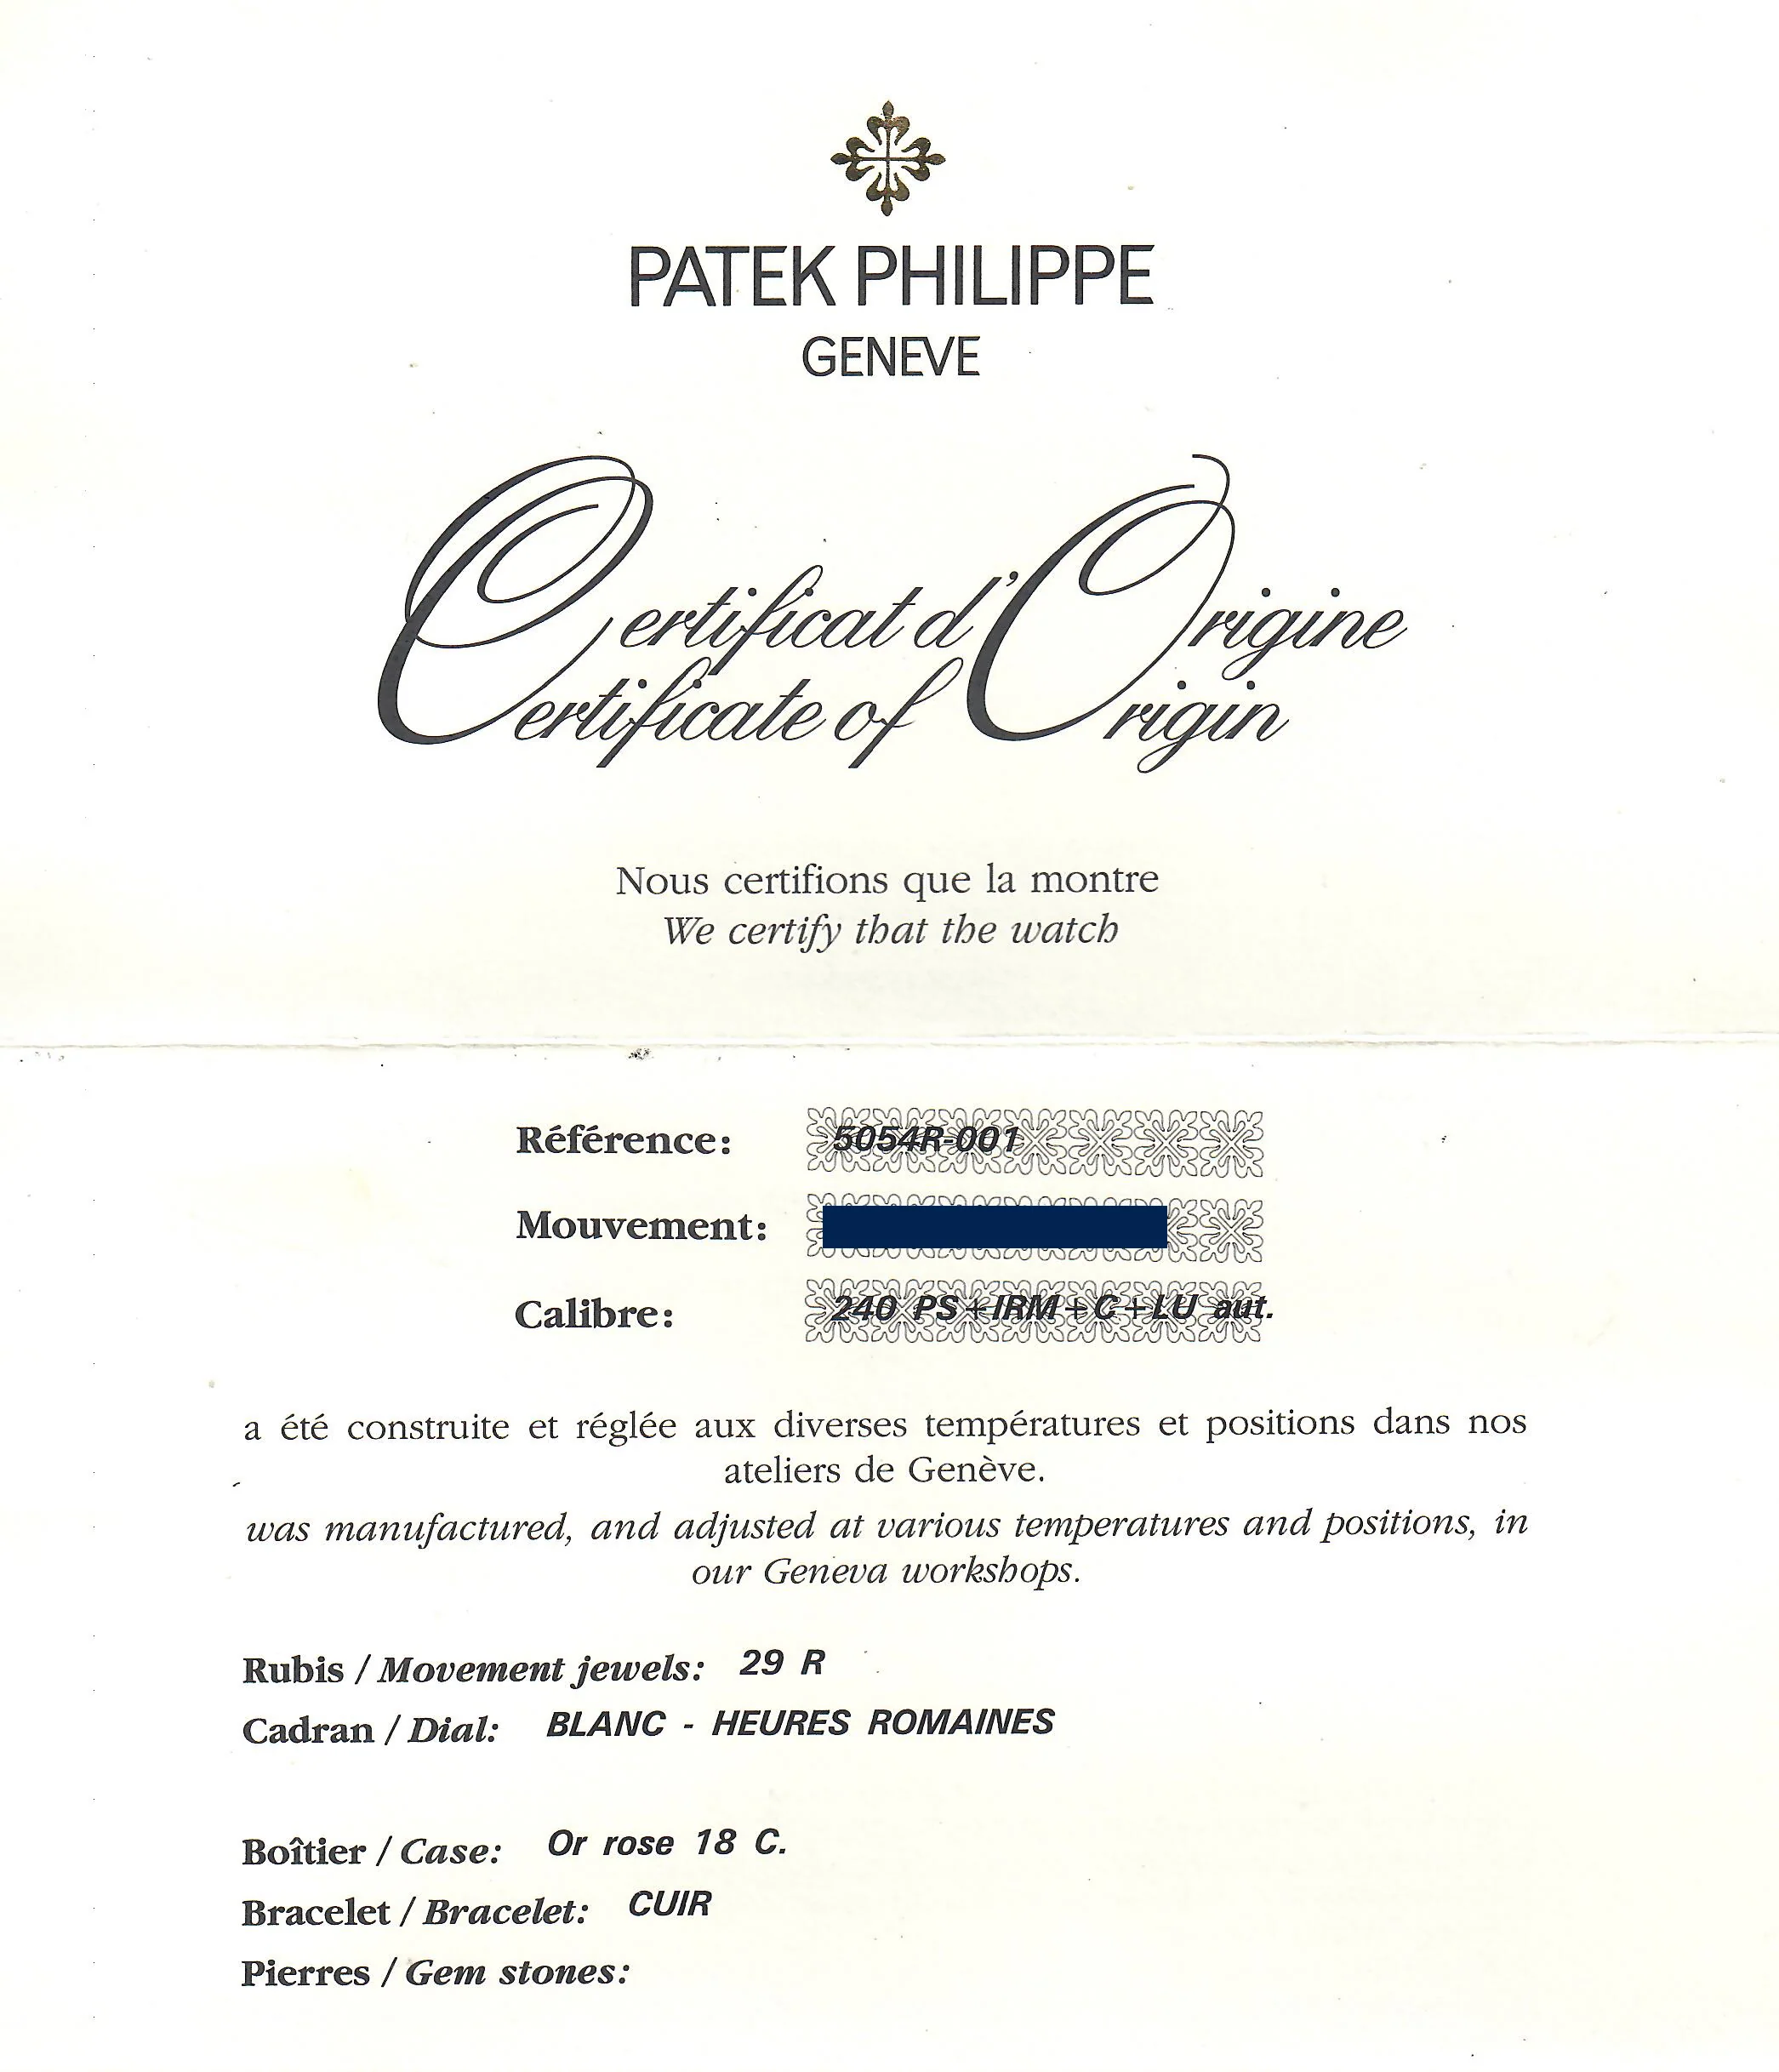 PATEK PHILIPPE
GENEVE
Certificat d'Origine
Certificate of Origin
Nous certifions que la montre
We certify that the watch
Référence: 5054R-001
Mouvement:
Calibre: 240 PS+IRM+C+LU aut.
a été construite et réglée aux diverses températures et positions dans nos
ateliers de Genève.
was manufactured, and adjusted at various temperatures and positions, in
our Geneva workshops.
Rubis / Movement jewels: 29 R
Cadran / Dial: BLANC - HEURES ROMAINES
Boîtier / Case: Or rose 18 C.
Bracelet / Bracelet: CUIR
Pierres / Gem stones: